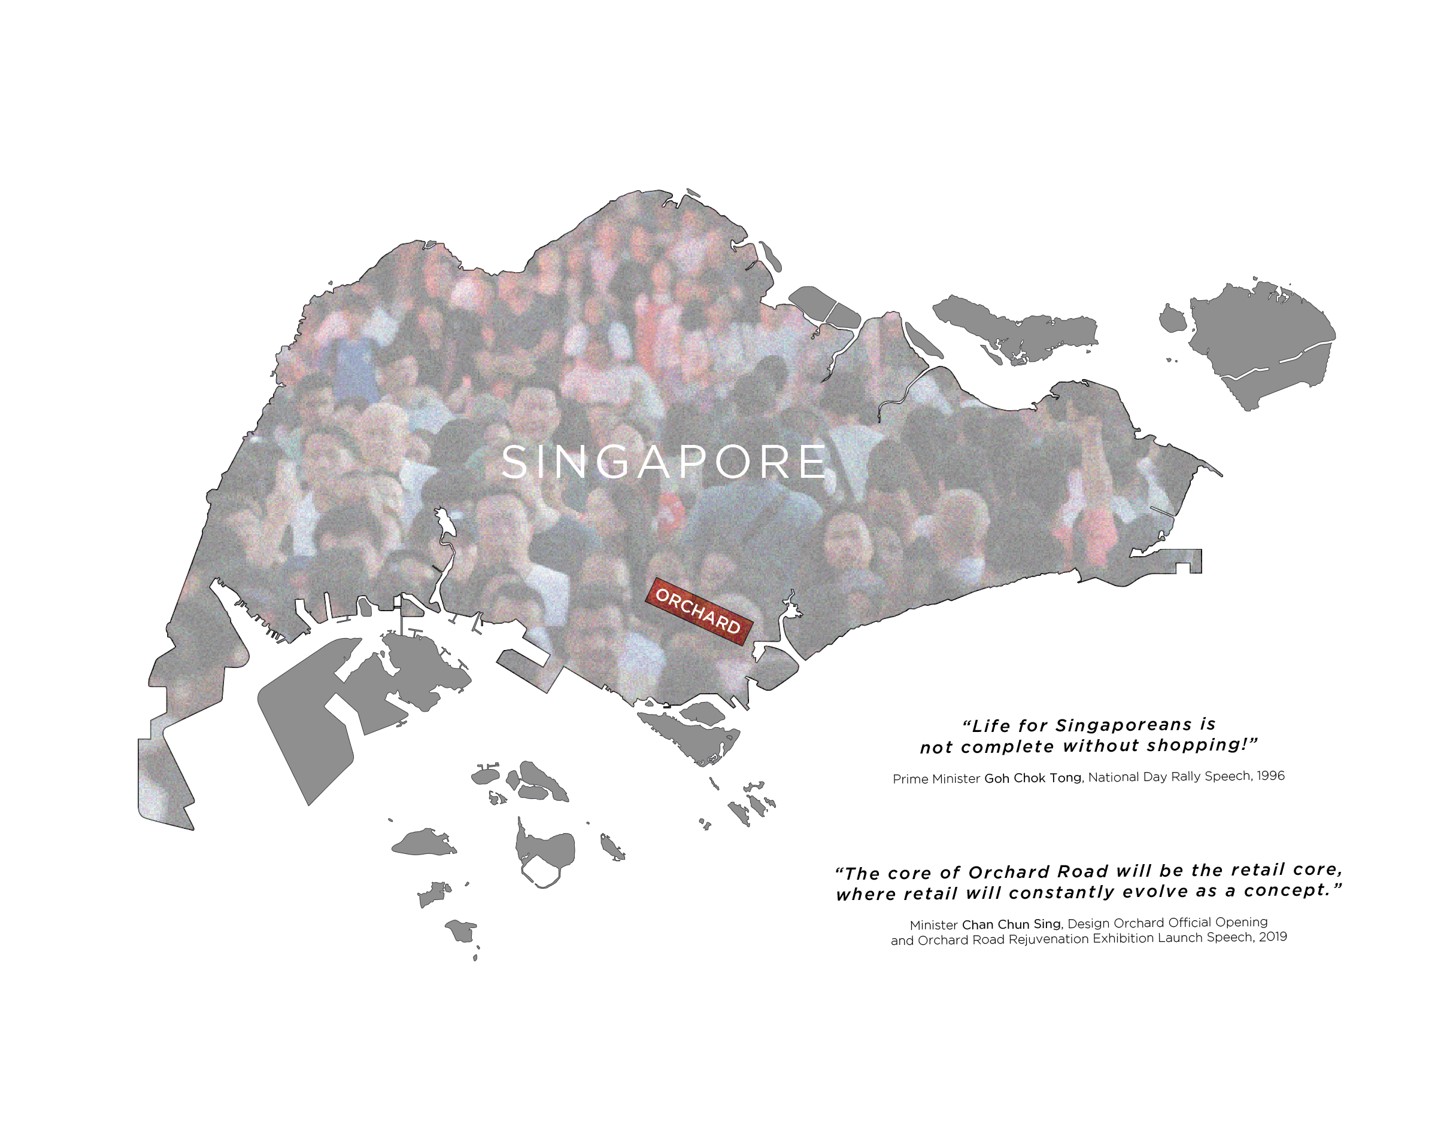 SINGAPORE
ORCHARD
“Life for Singaporeans is
not complete without shopping!”
Prime Minister Goh Chok Tong, National Day Rally Speech, 1996
“The core of Orchard Road will be the retail core,
where retail will constantly evolve as a concept.”
Minister Chan Chun Sing, Design Orchard Official Opening
and Orchard Road Rejuvenation Exhibition Launch Speech, 2019